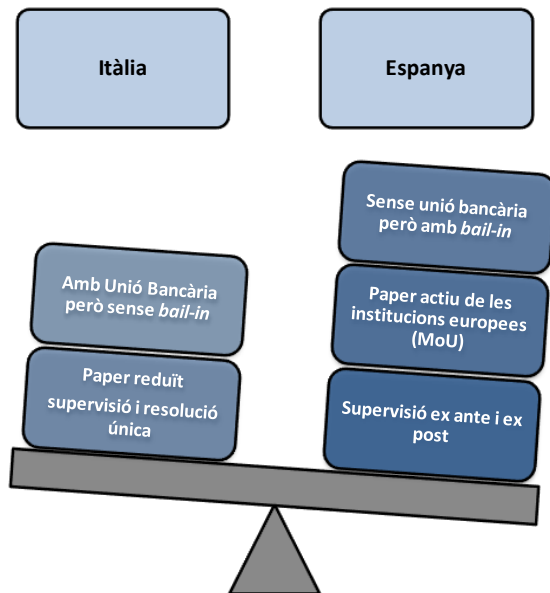 Itàlia
Espanya
Amb Unió Bancària
però sense bail-in
Paper reduït
supervisió i resolució
única
Sense unió bancària
però amb bail-in
Paper actiu de les
institucions europees
(MoU)
Supervisió ex ante i ex
post